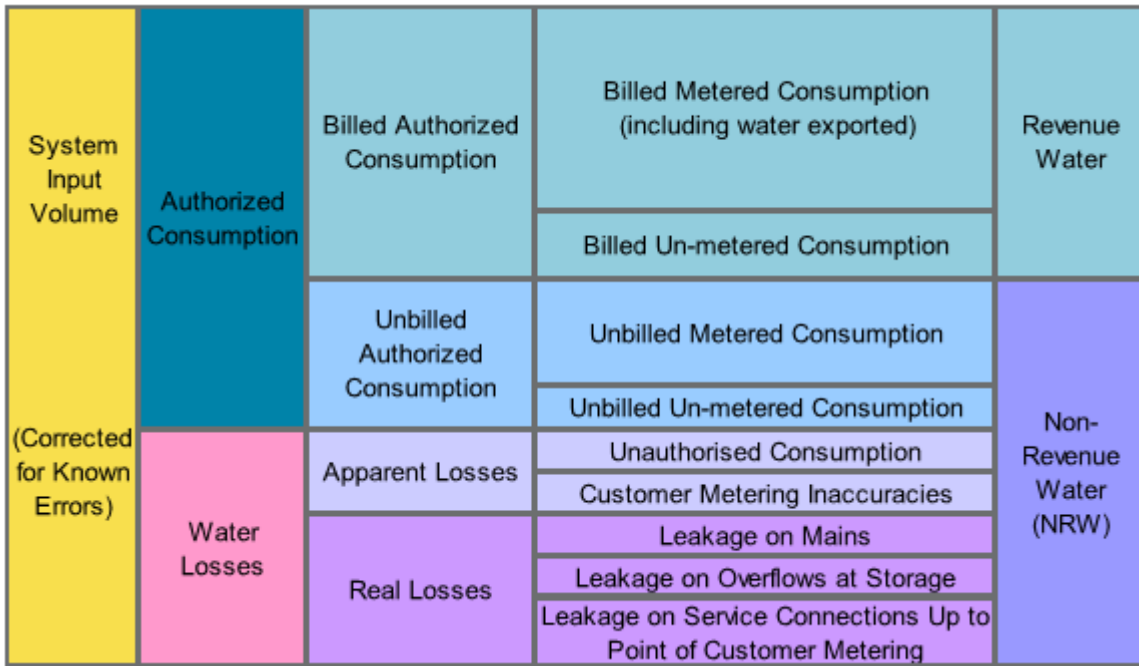 System
Input
Volume
(Corrected
for Known
Errors)
Authorized
Consumption
Water
Losses
Billed Authorized
Consumption
Unbilled
Authorized
Consumption
Apparent Losses
Real Losses
Billed Metered Consumption
(including water exported)
Billed Un-metered Consumption
Unbilled Metered Consumption
Unbilled Un-metered Consumption
Unauthorised Consumption
Customer Metering Inaccuracies
Leakage on Mains
Leakage on Overflows at Storage
Leakage on Service Connections Up to
Point of Customer Metering
Revenue
Water
Non-
Revenue
Water
(NRW)